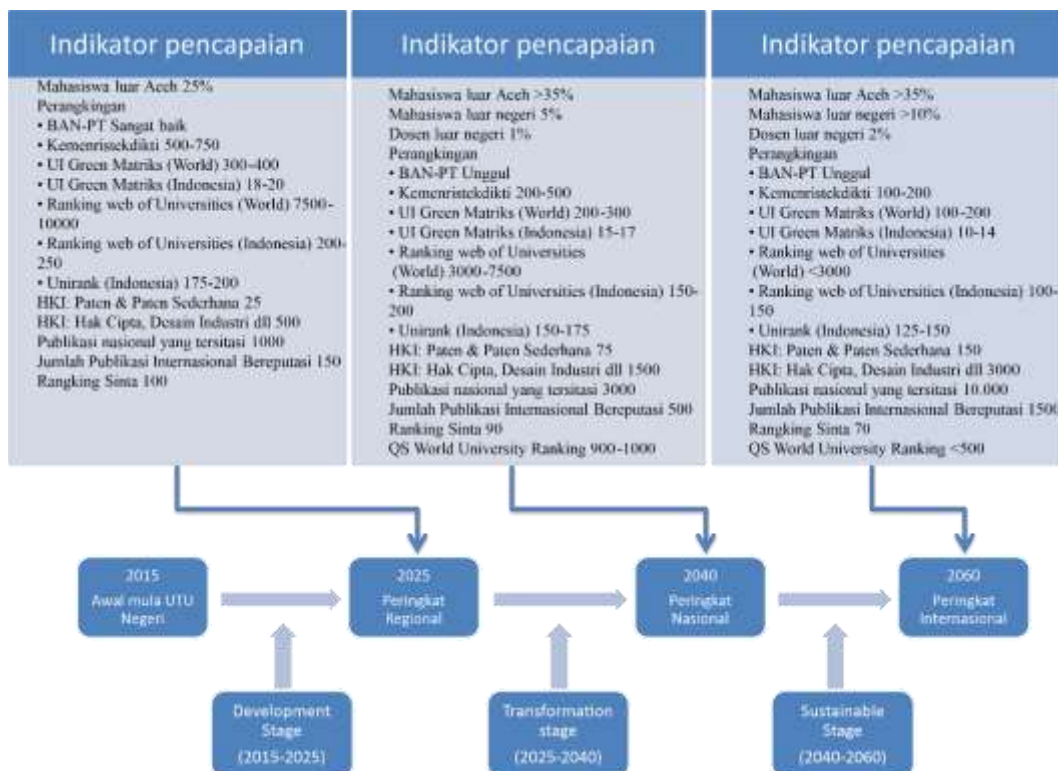 Indikator pencapaian
Mahasiswa luar Aceh 25%
Perangkingan
• BAN-PT Sangat baik
• Kemenristekdikti 500-750
• UI Green Matriks (World) 300-400
• UI Green Matriks (Indonesia) 18-20
• Ranking web of Universities (World) 7500-
10000
• Ranking web of Universities (Indonesia) 200-
250
• Unirank (Indonesia) 175-200
HKI: Paten & Paten Sederhana 25
HKI: Hak Cipta, Desain Industri dll 500
Publikasi nasional yang tersitasi 1000
Jumlah Publikasi Internasional Bereputasi 150
Rangking Sinta 100
Indikator pencapaian
Mahasiswa luar Aceh >35%
Mahasiswa luar negeri 5%
Dosen luar negeri 1%
Perangkingan
• BAN-PT Unggul
• Kemenristekdikti 200-500
• UI Green Matriks (World) 200-300
• UI Green Matriks (Indonesia) 15-17
• Ranking web of Universities
(World) 3000-7500
• Ranking web of Universities (Indonesia) 150-
200
• Unirank (Indonesia) 150-175
HKI: Paten & Paten Sederhana 75
HKI: Hak Cipta, Desain Industri dll 1500
Publikasi nasional yang tersitasi 3000
Jumlah Publikasi Internasional Bereputasi 500
Ranking Sinta 90
QS World University Ranking 900-1000
Indikator pencapaian
Mahasiswa luar Aceh >35%
Mahasiswa luar negeri >10%
Dosen luar negeri 2%
Perangkingan
• BAN-PT Unggul
• Kemenristekdikti 100-200
• UI Green Matriks (World) 100-200
• UI Green Matriks (Indonesia) 10-14
• Ranking web of Universities
(World) <3000
• Ranking web of Universities (Indonesia) 100-
150
• Unirank (Indonesia) 125-150
HKI: Paten & Paten Sederhana 150
HKI: Hak Cipta, Desain Industri dll 3000
Publikasi nasional yang tersitasi 10.000
Jumlah Publikasi Internasional Bereputasi 1500
Rangking Sinta 70
QS World University Ranking <500
2015
Awal mula UTU
Negeri
2025
Peringkat
Regional
2040
Peringkat
Nasional
2060
Peringkat
Internasional
Development
Stage
(2015-2025)
Transformation
stage
(2025-2040)
Sustainable
Stage
(2040-2060)